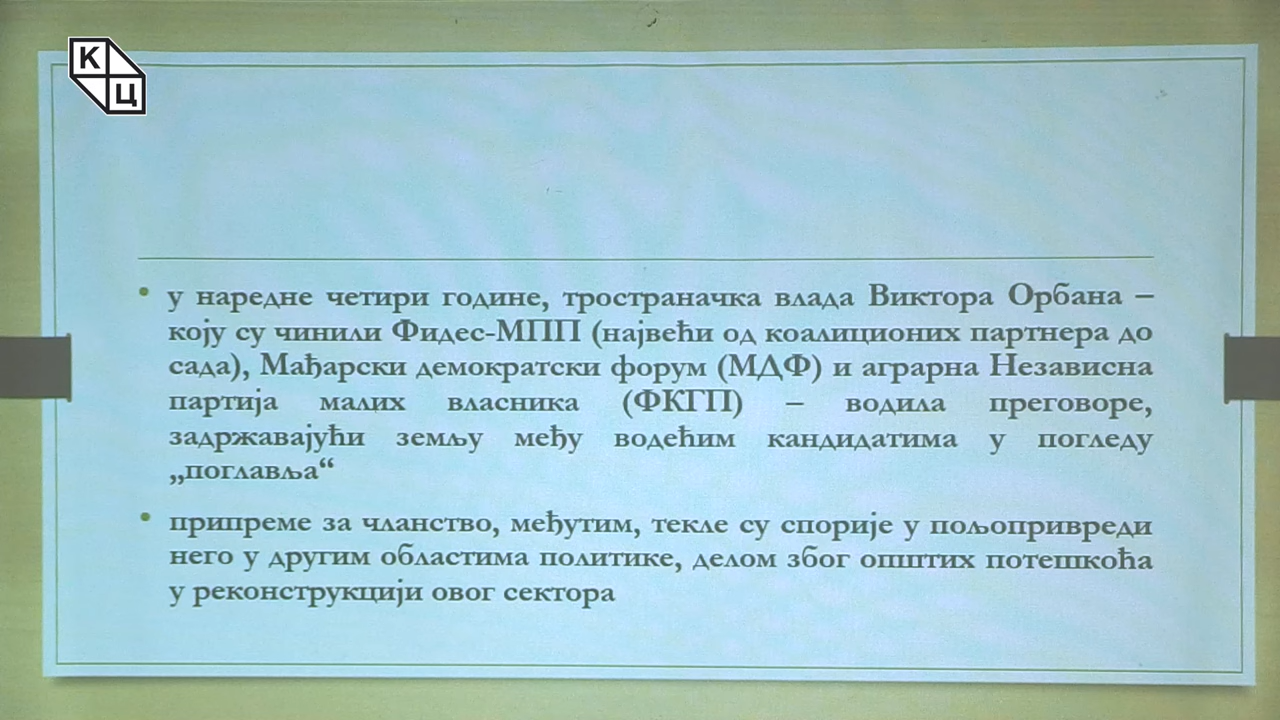 К
Ц
• у наредне четири године, тространачка влада Виктора Орбана –
коју су чинили Фидес-МПП (највећи од коалиционих партнера до
сада), Мађарски демократски форум (МДФ) и аграрна Независна
партија малих власника (ФКГП) – водила преговоре,
задржавајући земљу међу водећим кандидатима у погледу
„поглавља“
• припреме за чланство, међутим, текле су спорије у пољопривреди
него у другим областима политике, делом због општих потешкоћа
у реконструкцији овог сектора